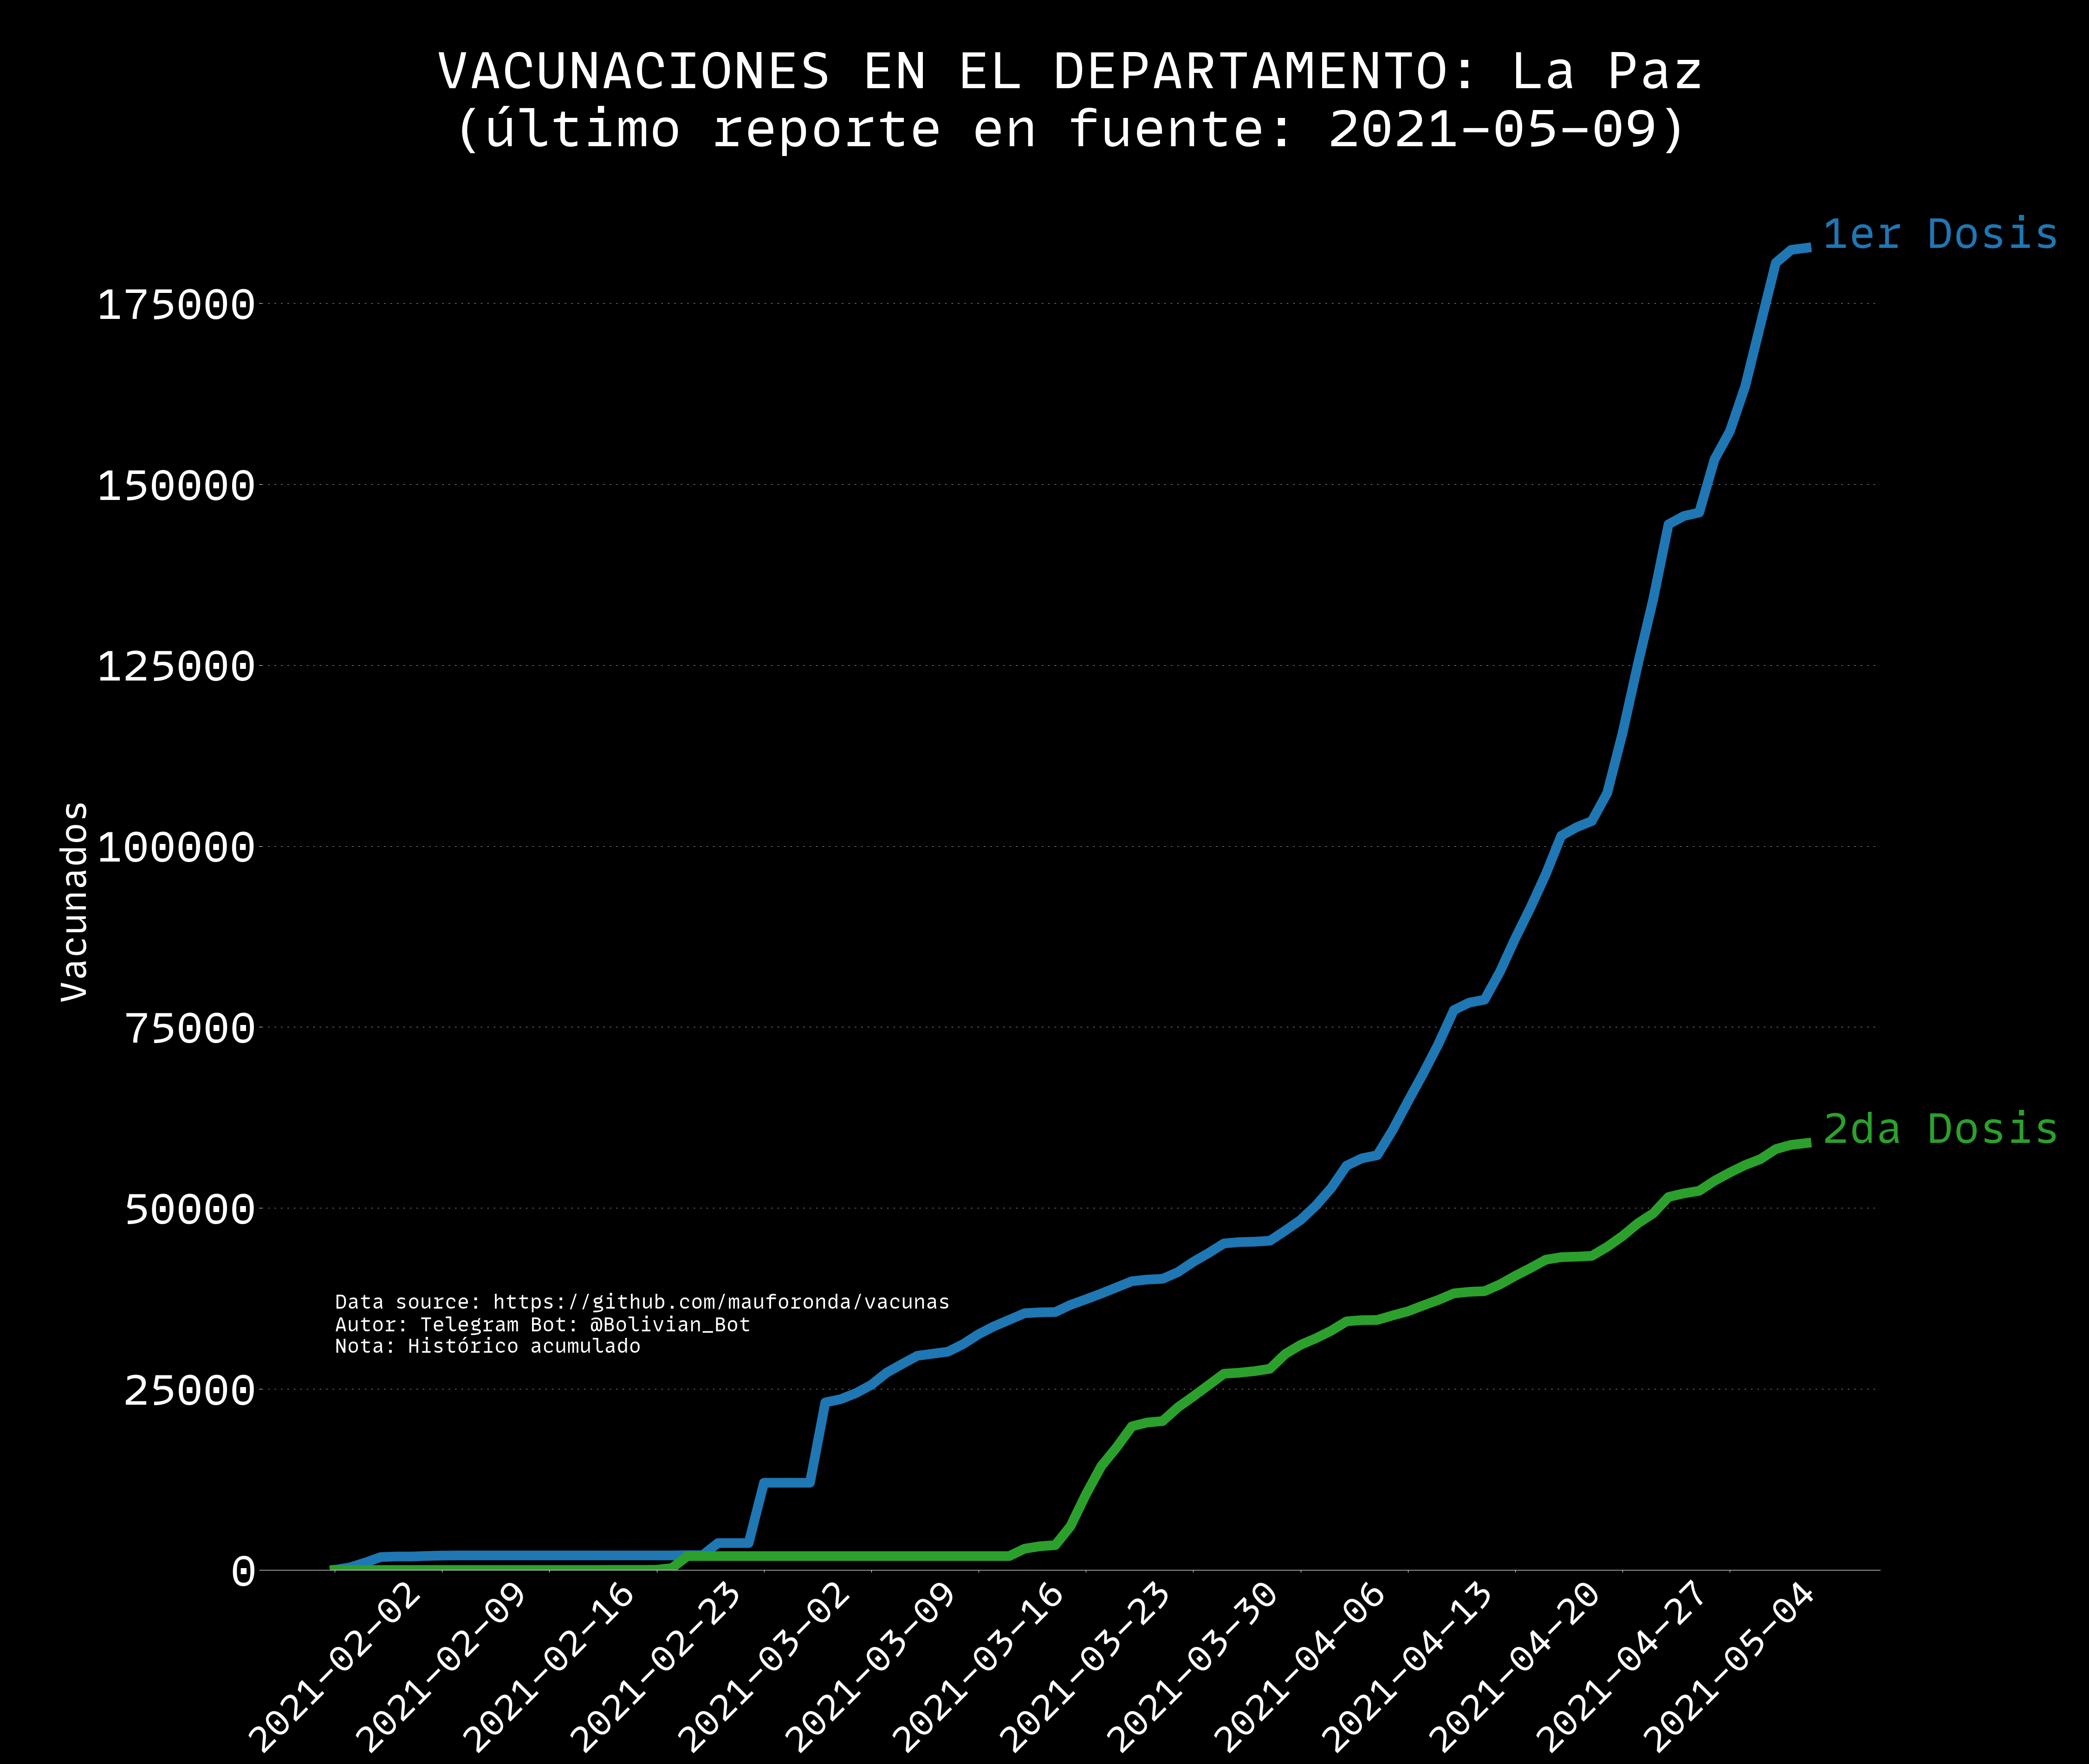 VACUNACIONES EN EL DEPARTAMENTO: La Paz
(último reporte en fuente: 2021-05-09)
1er Dosis
175000
150000
125000
100000
75000
50000
25000
0
Vacunados
2da Dosis
Data source: https://github.com/mauforonda/vacunas
Autor: Telegram Bot: @Bolivian_Bot
Nota: Histórico acumulado
2021-02-02
2021-02-09
2021-02-16
2021-02-23
2021-03-02
2021-03-09
2021-03-16
2021-03-23
2021-03-30
2021-04-06
2021-04-13
2021-04-20
2021-04-27
2021-05-04